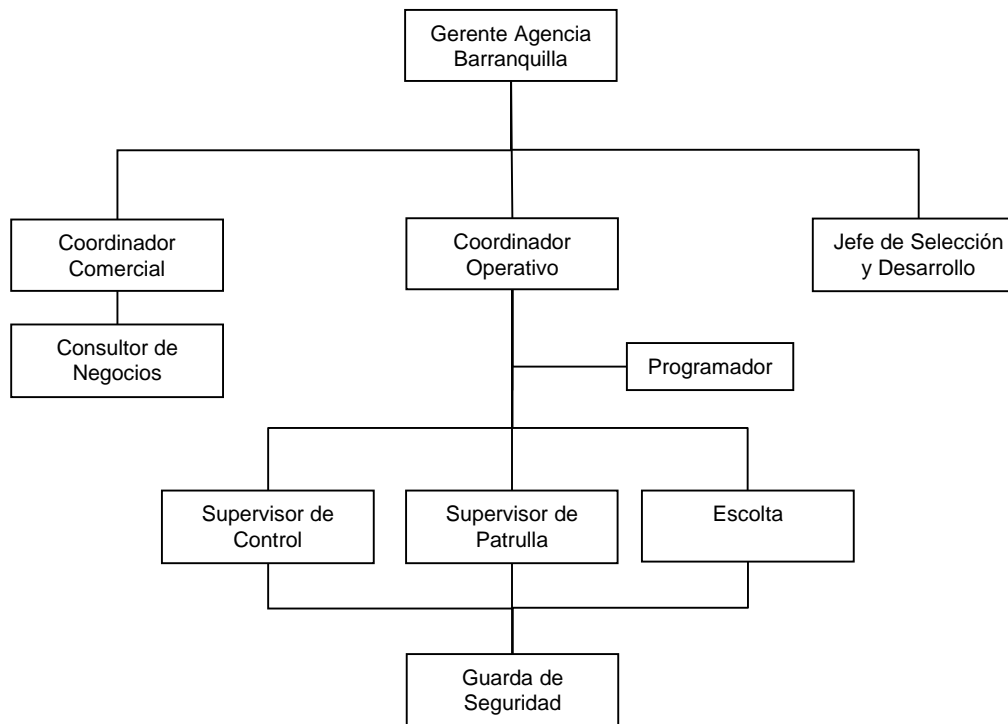 Gerente Agencia
Barranquilla
Coordinador
Comercial
Coordinador
Operativo
Jefe de Selección
y Desarrollo
Consultor de
Negocios
Programador
Supervisor de
Control
Supervisor de
Patrulla
Escolta
Guarda de
Seguridad